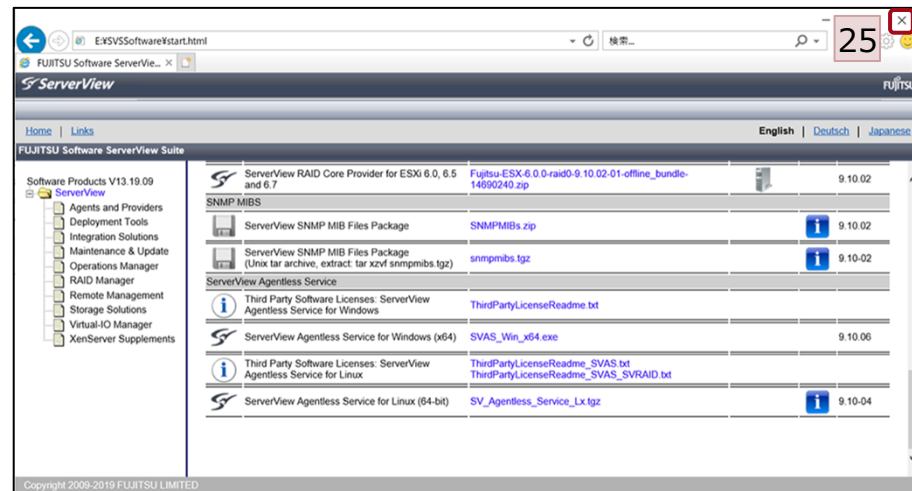 E:¥SVSSoftware¥start.html
検索...
25
FUJITSU Software ServerVie...
ServerView
FUJITSU
Home | Links
English | Deutsch | Japanese
FUJITSU Software ServerView Suite
Software Products V13.19.09
ServerView
Agents and Providers
Deployment Tools
Integration Solutions
Maintenance & Update
Operations Manager
RAID Manager
Remote Management
Storage Solutions
Virtual-IO Manager
XenServer Supplements
ServerView RAID Core Provider for ESXi 6.0, 6.5
and 6.7
Fujitsu-ESX-6.0.0-raid0-9.10.02-01-offline_bundle-
14690240.zip
9.10.02
SNMP MIBS
ServerView SNMP MIB Files Package
SNMPMIBs.zip
9.10.02
ServerView SNMP MIB Files Package
(Unix tar archive, extract: tar xzvf snmpmibs.tgz)
snmpmibs.tgz
9.10-02
ServerView Agentless Service
Third Party Software Licenses: ServerView
Agentless Service for Windows
ThirdPartyLicenseReadme.txt
ServerView Agentless Service for Windows (x64)
SVAS_Win_x64.exe
9.10.06
Third Party Software Licenses: ServerView
Agentless Service for Linux
ThirdPartyLicenseReadme_SVAS.txt
ThirdPartyLicenseReadme_SVAS_SVRAID.txt
ServerView Agentless Service for Linux (64-bit)
SV_Agentless_Service_Lx.tgz
9.10-04
Copyright 2009-2019 FUJITSU LIMITED